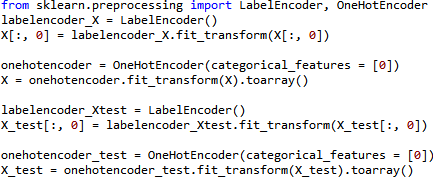 from sklearn.preprocessing import LabelEncoder, OneHotEncoder
labelencoder_X = LabelEncoder()
X[:, 0] = labelencoder_X.fit_transform(X[:, 0])

onehotencoder = OneHotEncoder(categorical_features = [0])
X = onehotencoder.fit_transform(X).toarray()

labelencoder_Xtest = LabelEncoder()
X_test[:, 0] = labelencoder_Xtest.fit_transform(X_test[:, 0])

onehotencoder_test = OneHotEncoder(categorical_features = [0])
X_test = onehotencoder_test.fit_transform(X_test).toarray()